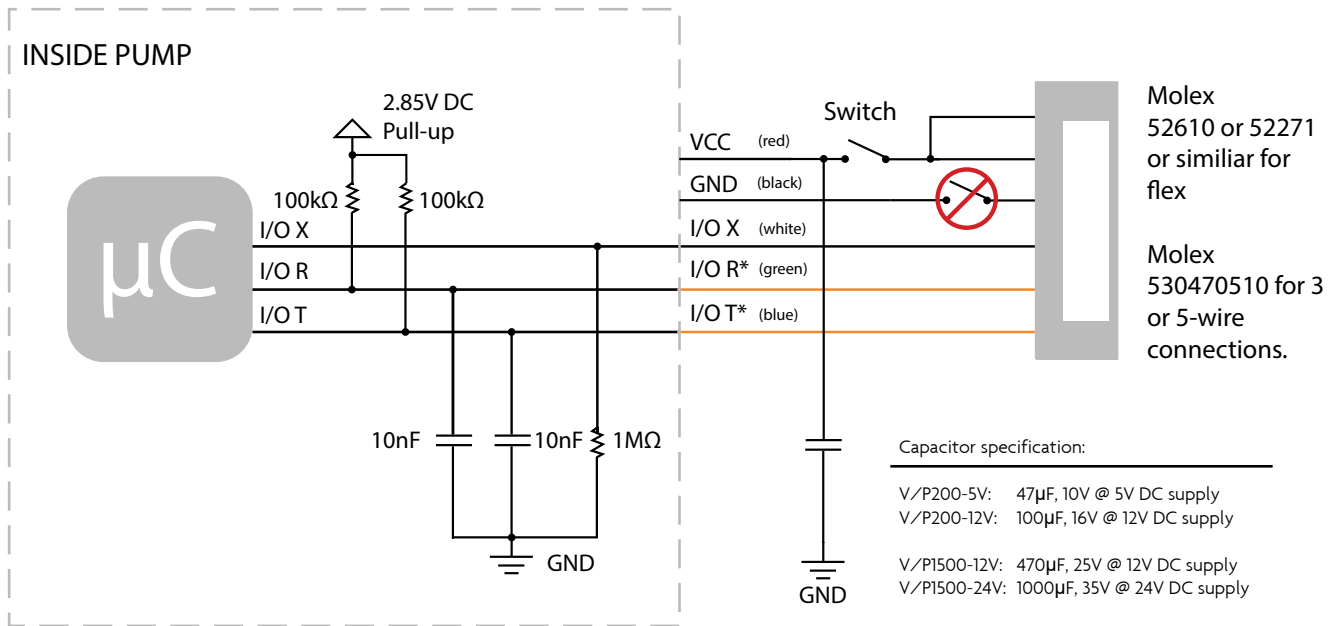 INSIDE PUMP
2.85V DC
Pull-up
100kΩ
100kΩ
µC
I/O X
I/O R
I/O T
10nF
10nF
1MΩ
GND
VCC (red)
GND (black)
I/O X (white)
I/O R* (green)
I/O T* (blue)
Switch
GND
Molex
52610 or 52271
or similiar for
flex
Molex
530470510 for 3
or 5-wire
connections.
Capacitor specification:
V/P200-5V: 47µF, 10V @ 5V DC supply
V/P200-12V: 100µF, 16V @ 12V DC supply
V/P1500-12V: 470µF, 25V @ 12V DC supply
V/P1500-24V: 1000µF, 35V @ 24V DC supply